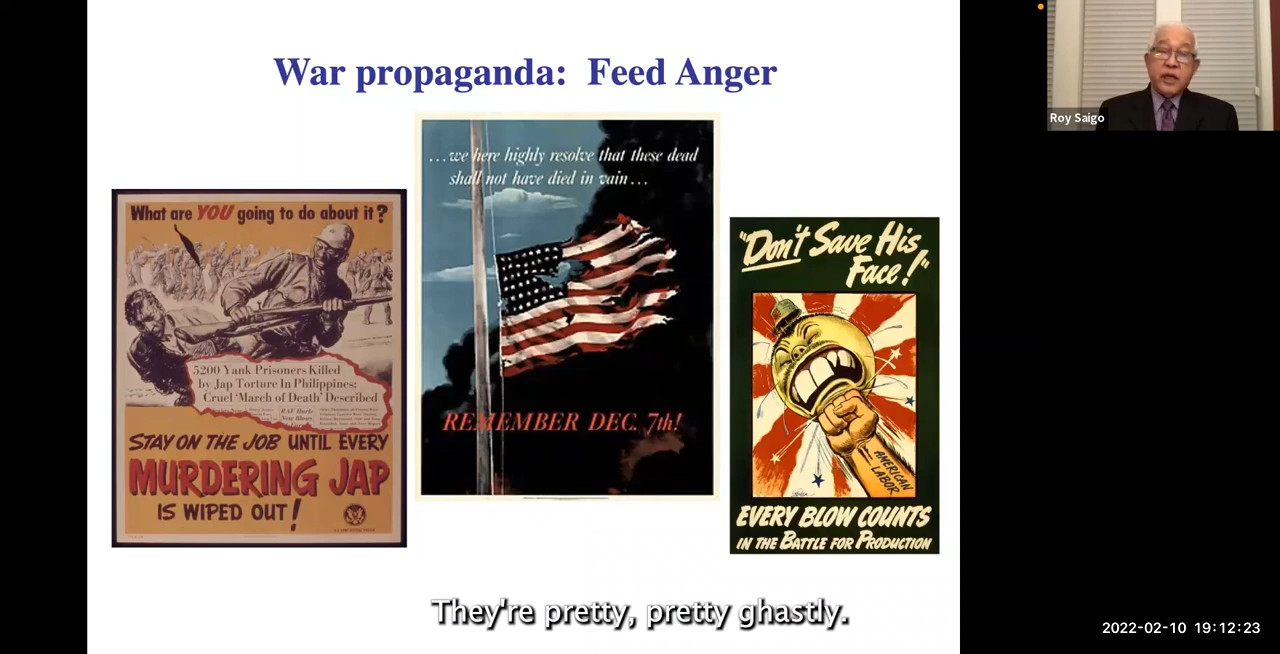 War propaganda: Feed Anger
Roy Saigo
What are YOU going to do about it?
5200 Yank Prisoners Killed
by Jap Torture In Philippines;
Cruel 'March of Death' Described
STAY ON THE JOB UNTIL EVERY
MURDERING JAP
IS WIPED OUT!
...we here highly resolve that these dead
shall not have died in vain...
REMEMBER DEC. 7th!
"Don't Save His
Face!"
AMERICAN
LABOR
EVERY BLOW COUNTS
IN THE BATTLE FOR PRODUCTION
They're pretty, pretty ghastly.
2022-02-10 19:12:23